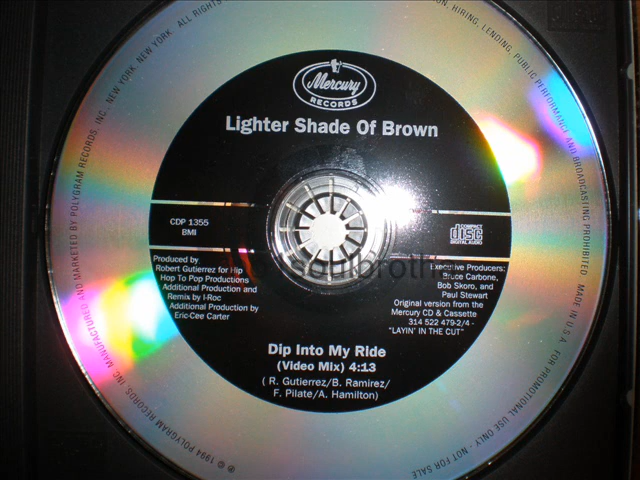 Mercury
RECORDS
Lighter Shade Of Brown
CDP 1355
BMI
COMPACT
disc
DIGITAL AUDIO
Produced by
Robert Gutierrez for Hip
Hop To Pop Productions
Additional Production and
Remix by I-Roc
Additional Production by
Eric-Cee Carter
Executive Producers:
Bruce Carbone,
Bob Skoro, and
Paul Stewart
Original version from the
Mercury CD & Cassette
314 522 479-2/4 -
"LAYIN' IN THE CUT"
soulbroth
Dip Into My Ride
(Video Mix) 4:13
( R. Gutierrez/B. Ramirez/
F. Pilate/A. Hamilton)
℗ © 1994 POLYGRAM RECORDS, INC. MANUFACTURED AND MARKETED BY POLYGRAM RECORDS, INC., NEW YORK, NEW YORK. ALL RIGHTS
ON, HIRING, LENDING, PUBLIC PERFORMANCE AND BROADCASTING PROHIBITED. MADE IN U.S.A. FOR PROMOTIONAL USE ONLY - NOT FOR SALE